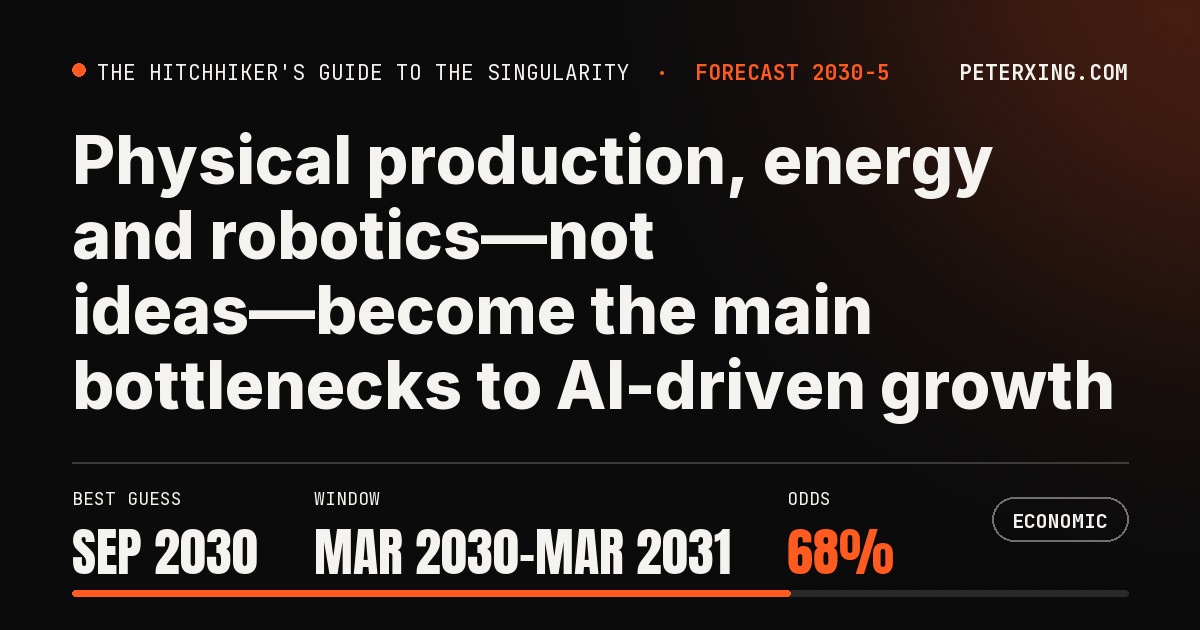 THE HITCHHIKER'S GUIDE TO THE SINGULARITY · FORECAST 2030-5 PETERXING.COM
Physical production, energy
and robotics—not
ideas—become the main
bottlenecks to AI-driven growth
BEST GUESS WINDOW ODDS
ECONOMIC
SEP 2030 MAR 2030–MAR 2031 68%